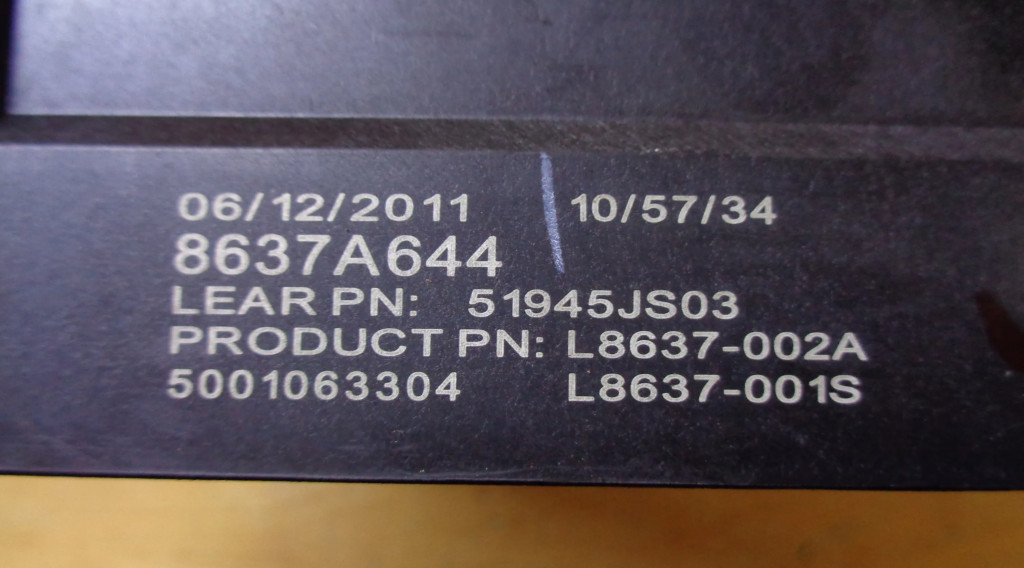 06/12/2011 10/57/34
8637A644
LEAR PN: 51945JS03
PRODUCT PN: L8637-002A
5001063304 L8637-001S